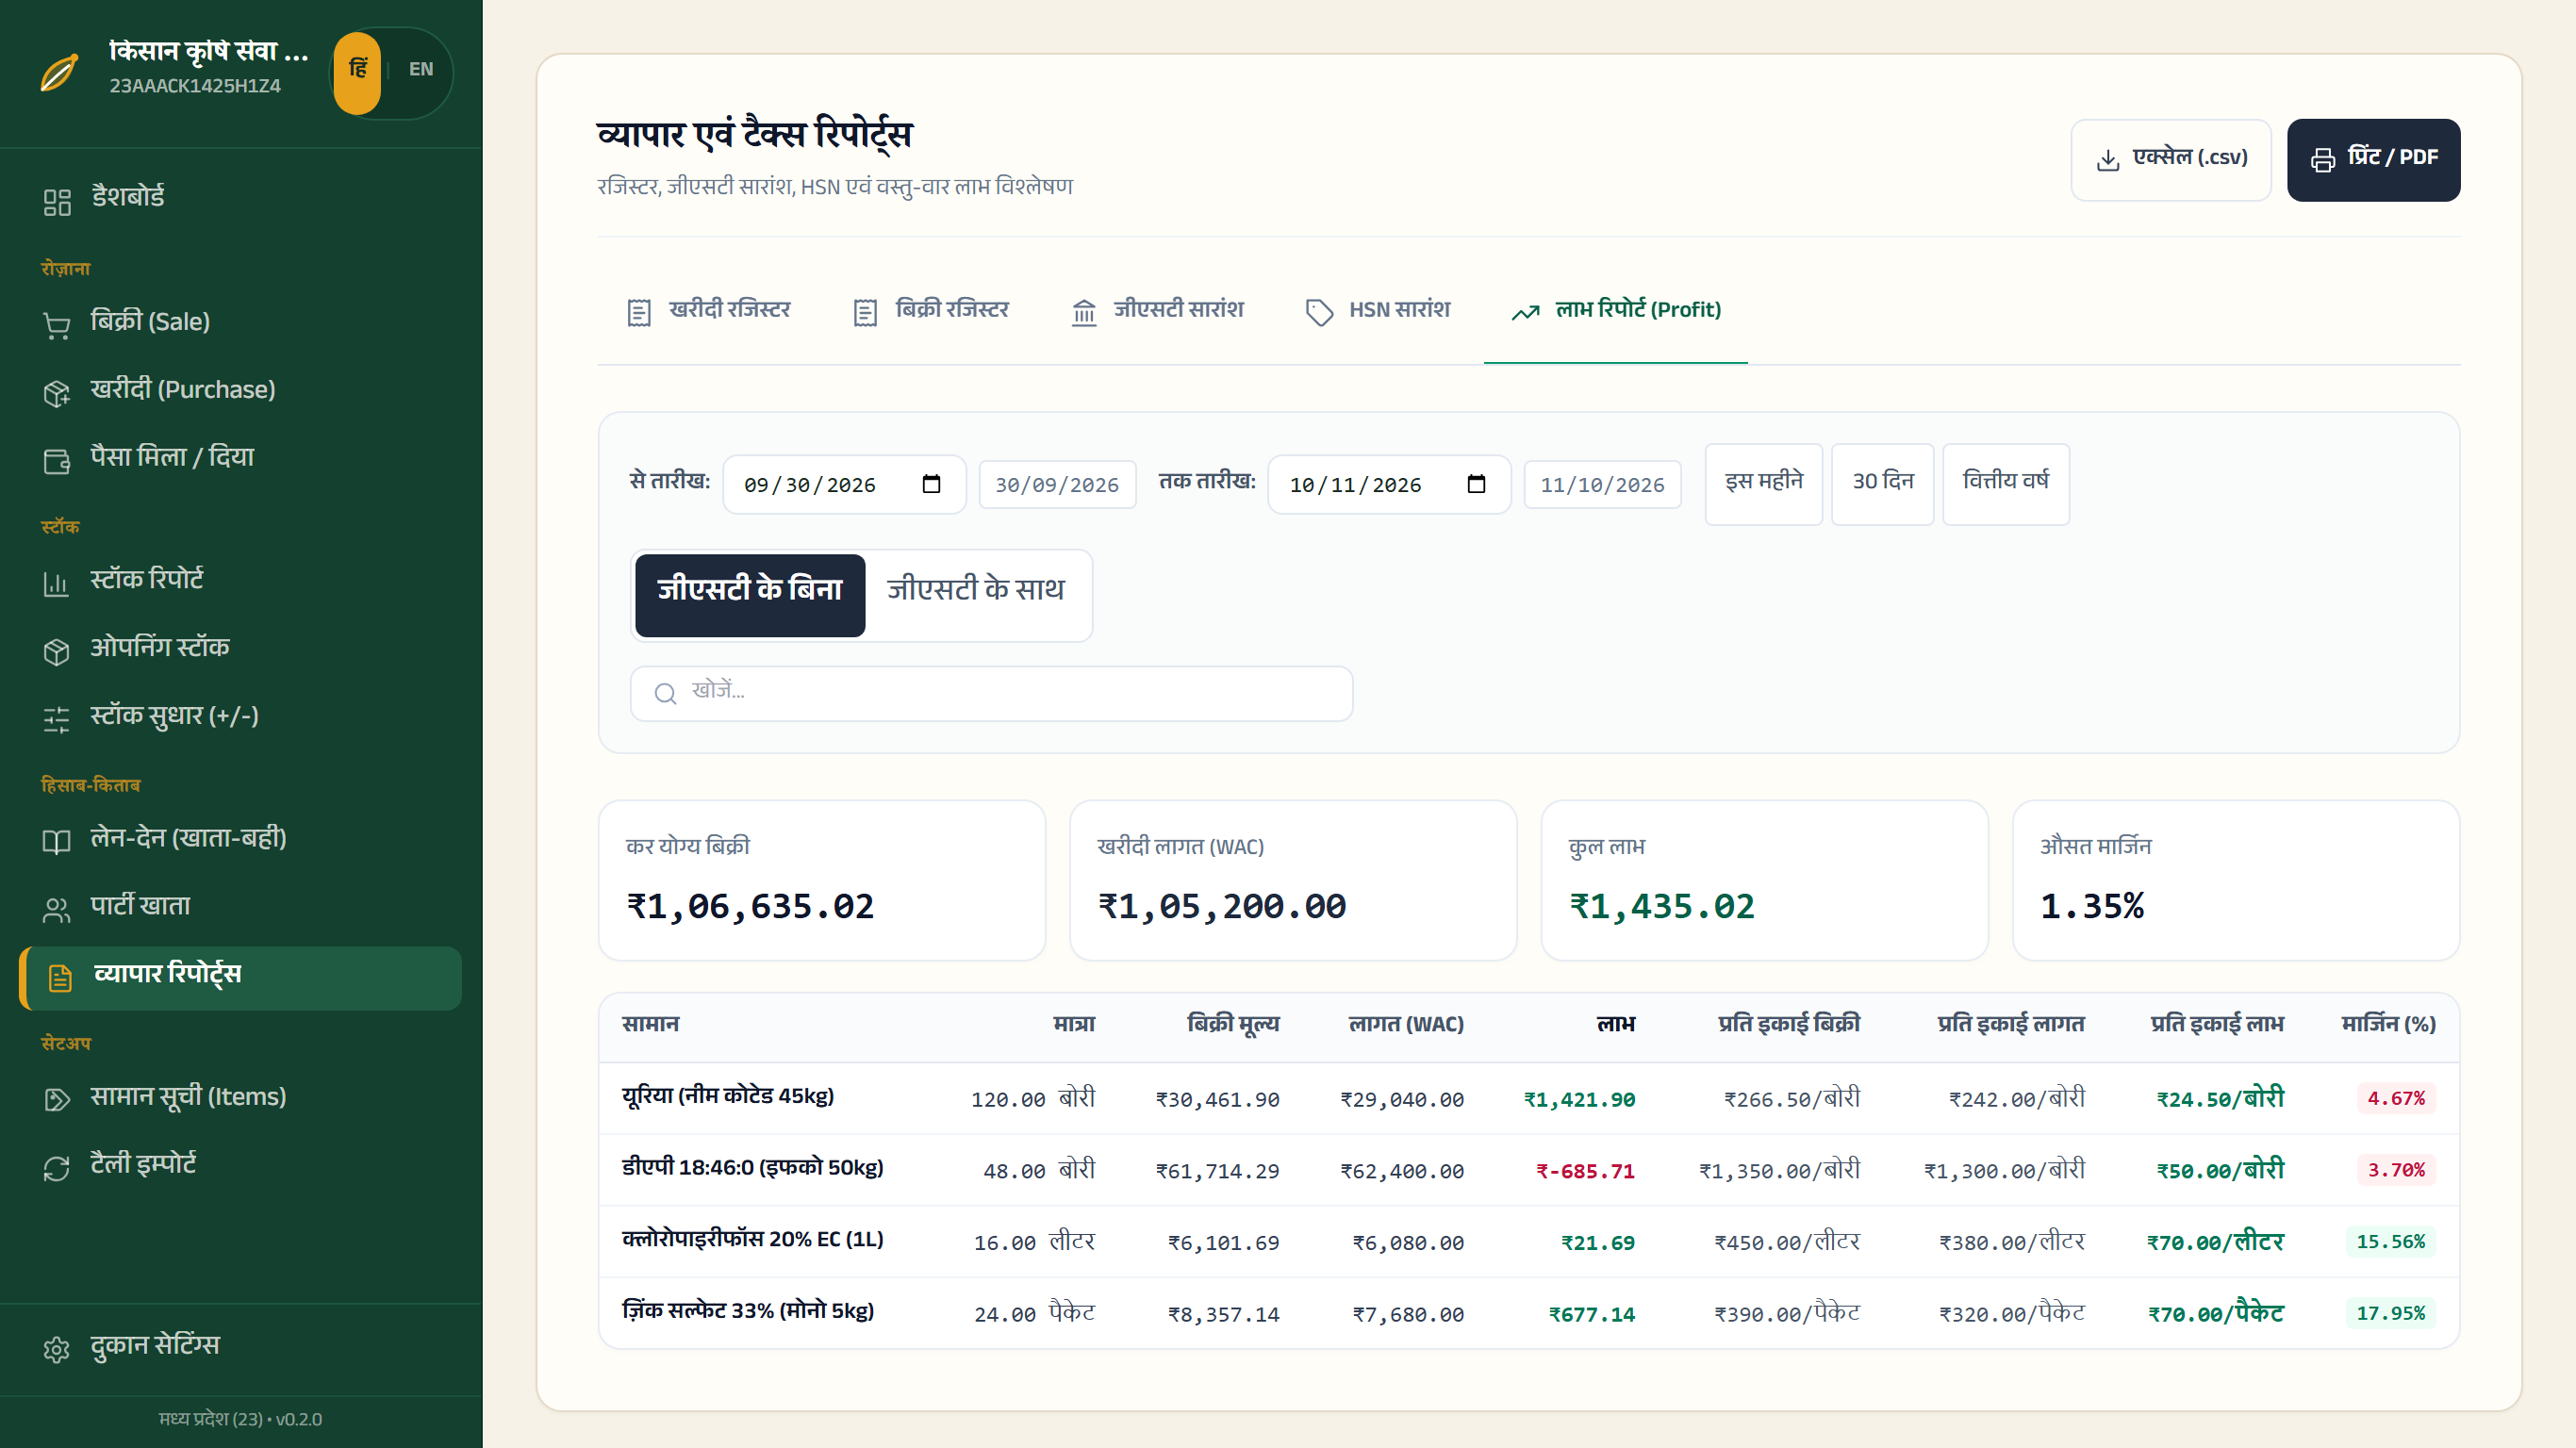 किसान कृषि सेवा ...
23AAACK1425H1Z4
हिं | EN
डैशबोर्ड
रोज़ाना
बिक्री (Sale)
खरीदी (Purchase)
पैसा मिला / दिया
स्टॉक
स्टॉक रिपोर्ट
ओपनिंग स्टॉक
स्टॉक सुधार (+/-)
हिसाब-किताब
लेन-देन (खाता-बही)
पार्टी खाता
व्यापार रिपोर्ट्स
सेटअप
सामान सूची (Items)
टैली इम्पोर्ट
दुकान सेटिंग्स
मध्य प्रदेश (23) • v0.2.0
व्यापार एवं टैक्स रिपोर्ट्स
रजिस्टर, जीएसटी सारांश, HSN एवं वस्तु-वार लाभ विश्लेषण
एक्सेल (.csv) प्रिंट / PDF
खरीदी रजिस्टर बिक्री रजिस्टर जीएसटी सारांश HSN सारांश लाभ रिपोर्ट (Profit)
से तारीख: 09/30/2026 30/09/2026 तक तारीख: 10/11/2026 11/10/2026 इस महीने 30 दिन वित्तीय वर्ष
जीएसटी के बिना जीएसटी के साथ
खोजें...
कर योग्य बिक्री खरीदी लागत (WAC) कुल लाभ औसत मार्जिन
₹1,06,635.02 ₹1,05,200.00 ₹1,435.02 1.35%
सामान मात्रा बिक्री मूल्य लागत (WAC) लाभ प्रति इकाई बिक्री प्रति इकाई लागत प्रति इकाई लाभ मार्जिन (%)
यूरिया (नीम कोटेड 45kg) 120.00 बोरी ₹30,461.90 ₹29,040.00 ₹1,421.90 ₹266.50/बोरी ₹242.00/बोरी ₹24.50/बोरी 4.67%
डीएपी 18:46:0 (इफको 50kg) 48.00 बोरी ₹61,714.29 ₹62,400.00 ₹-685.71 ₹1,350.00/बोरी ₹1,300.00/बोरी ₹50.00/बोरी 3.70%
क्लोरोपाइरीफॉस 20% EC (1L) 16.00 लीटर ₹6,101.69 ₹6,080.00 ₹21.69 ₹450.00/लीटर ₹380.00/लीटर ₹70.00/लीटर 15.56%
ज़िंक सल्फेट 33% (मोनो 5kg) 24.00 पैकेट ₹8,357.14 ₹7,680.00 ₹677.14 ₹390.00/पैकेट ₹320.00/पैकेट ₹70.00/पैकेट 17.95%